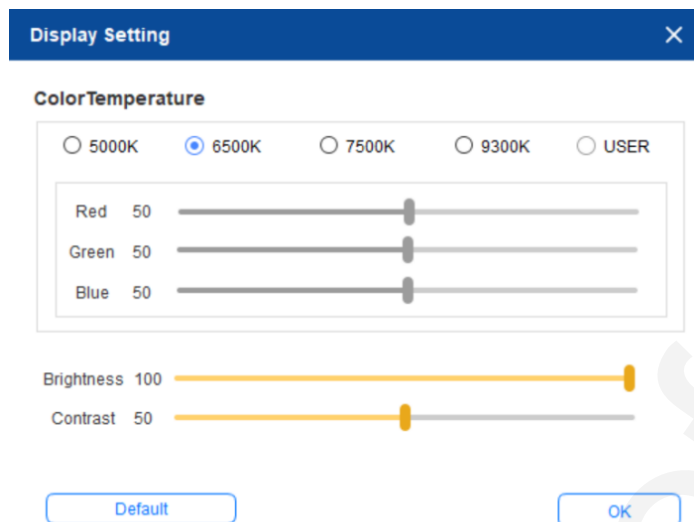 Display Setting
ColorTemperature
5000K 6500K 7500K 9300K USER
Red 50
Green 50
Blue 50
Brightness 100
Contrast 50
Default OK